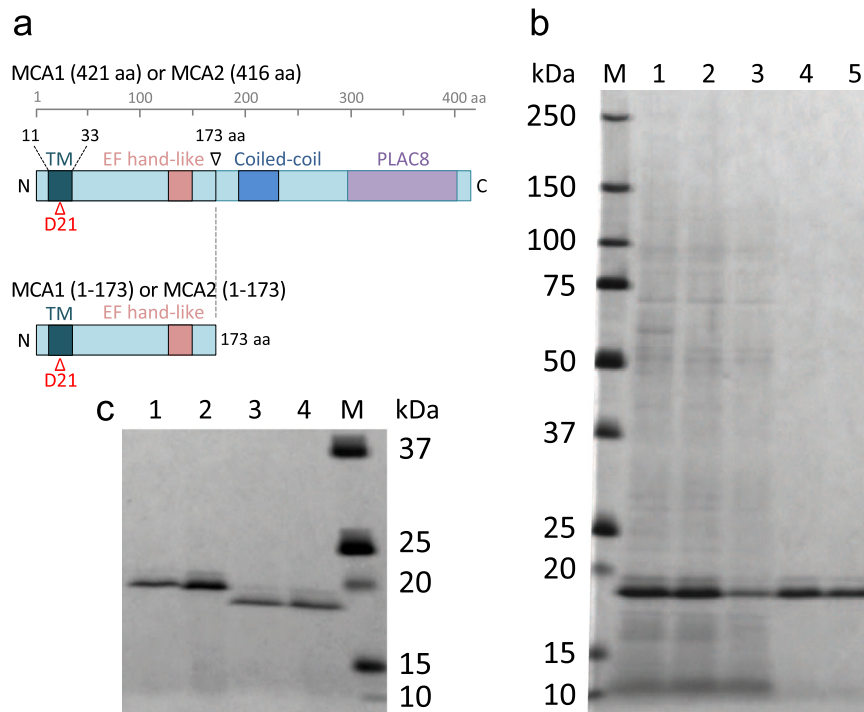 a
MCA1 (421 aa) or MCA2 (416 aa)
1 100 200 300 400 aa
11 33 173 aa
TM EF hand-like ∇ Coiled-coil PLAC8
N C
Δ
D21
MCA1 (1-173) or MCA2 (1-173)
TM EF hand-like
N 173 aa
Δ
D21
b
kDa M 1 2 3 4 5
250
150
100
75
50
37
25
20
15
10
c
1 2 3 4 M kDa
37
25
20
15
10